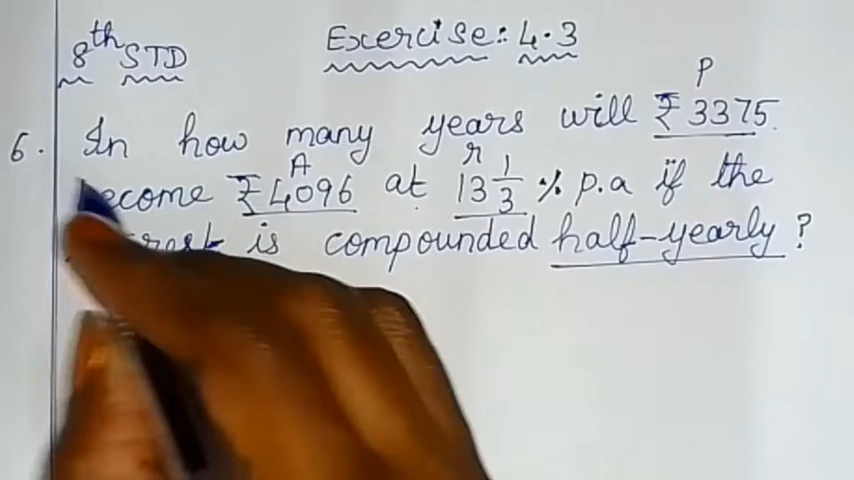 8th STD Exercise: 4.3
P
6. In how many years will ₹ 3375
A r
become ₹ 4096 at 13 1/3 % p.a if the
is compounded half-yearly ?